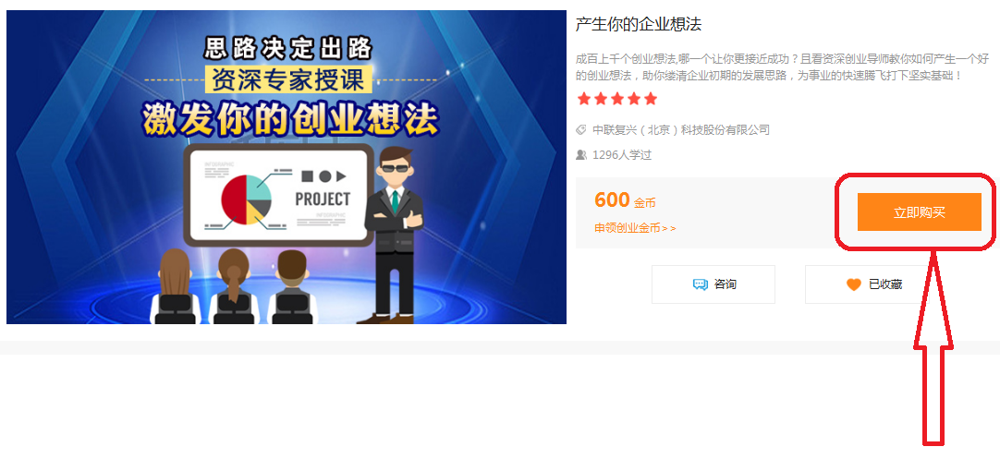 思路决定出路
资深专家授课
激发你的创业想法
INFOGRAPHIC
PROJECT
INFOGRAPHIC
产生你的企业想法
成百上千个创业想法,哪一个让你更接近成功？且看资深创业导师教你如何产生一个好
的创业想法，助你缕清企业初期的发展思路，为事业的快速腾飞打下坚实基础！
中联复兴（北京）科技股份有限公司
1296人学过
600 金币
申领创业金币>>
立即购买
咨询
已收藏